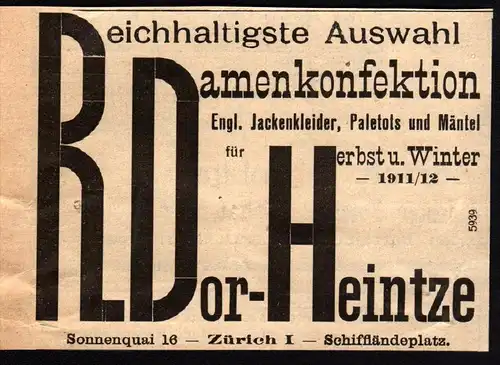 Reichhaltigste Auswahl
Damenkonfektion
Engl. Jackenkleider, Paletots und Mäntel
für Herbst u. Winter
— 1911/12 —
5939
L Dor-Heintze
Sonnenquai 16 — Zürich I — Schiffländeplatz.